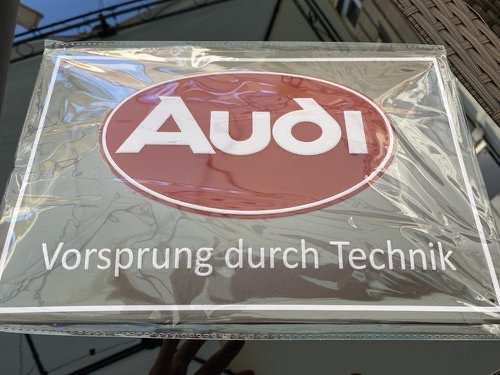 Audi
Vorsprung durch Technik